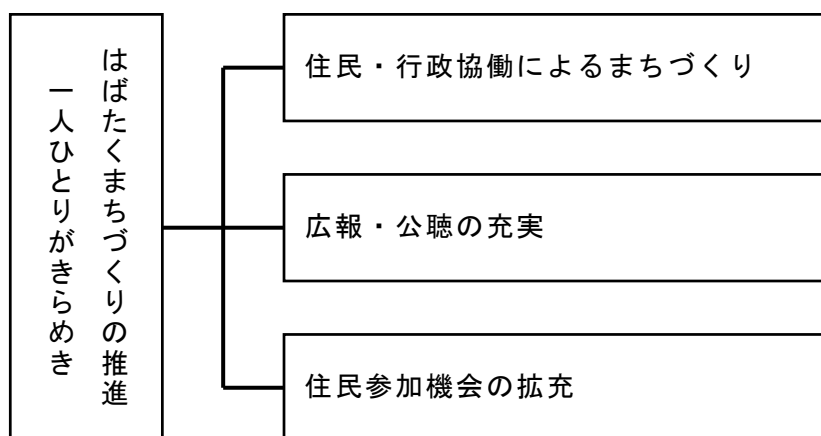 一人ひとりがきらめき
はばたくまちづくりの推進
住民・行政協働によるまちづくり
広報・公聴の充実
住民参加機会の拡充